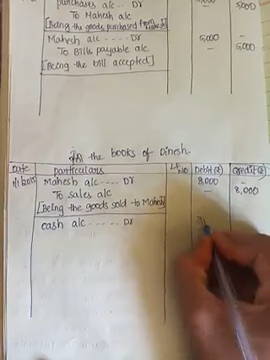 purchases a/c .. Dr - 5,000
To Mahesh a/c
[Being the goods purchased from
Mahesh a/c .... Dr 5,000 -
To Bills payable a/c - 5,000
[Being the bill accepted]
the books of Dinesh.
Date particulars L.F NO Debit(₹) Credit(₹)
Mahesh a/c .... Dr 8,000 -
To sales a/c - 8,000
[Being the goods sold to Mahesh]
cash a/c ...... Dr